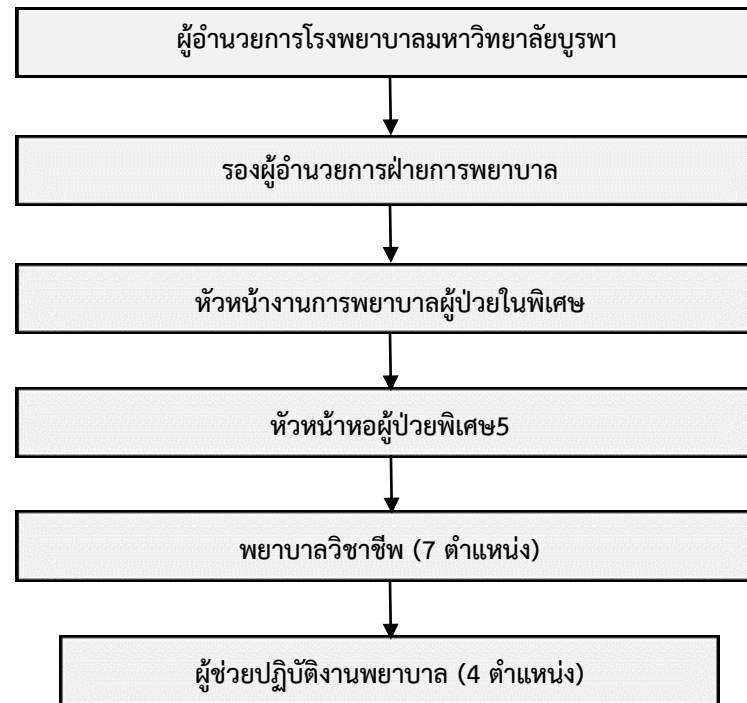 ผู้อำนวยการโรงพยาบาลมหาวิทยาลัยบูรพา
รองผู้อำนวยการฝ่ายการพยาบาล
หัวหน้างานการพยาบาลผู้ป่วยในพิเศษ
หัวหน้าหอผู้ป่วยพิเศษ5
พยาบาลวิชาชีพ (7 ตำแหน่ง)
ผู้ช่วยปฏิบัติงานพยาบาล (4 ตำแหน่ง)